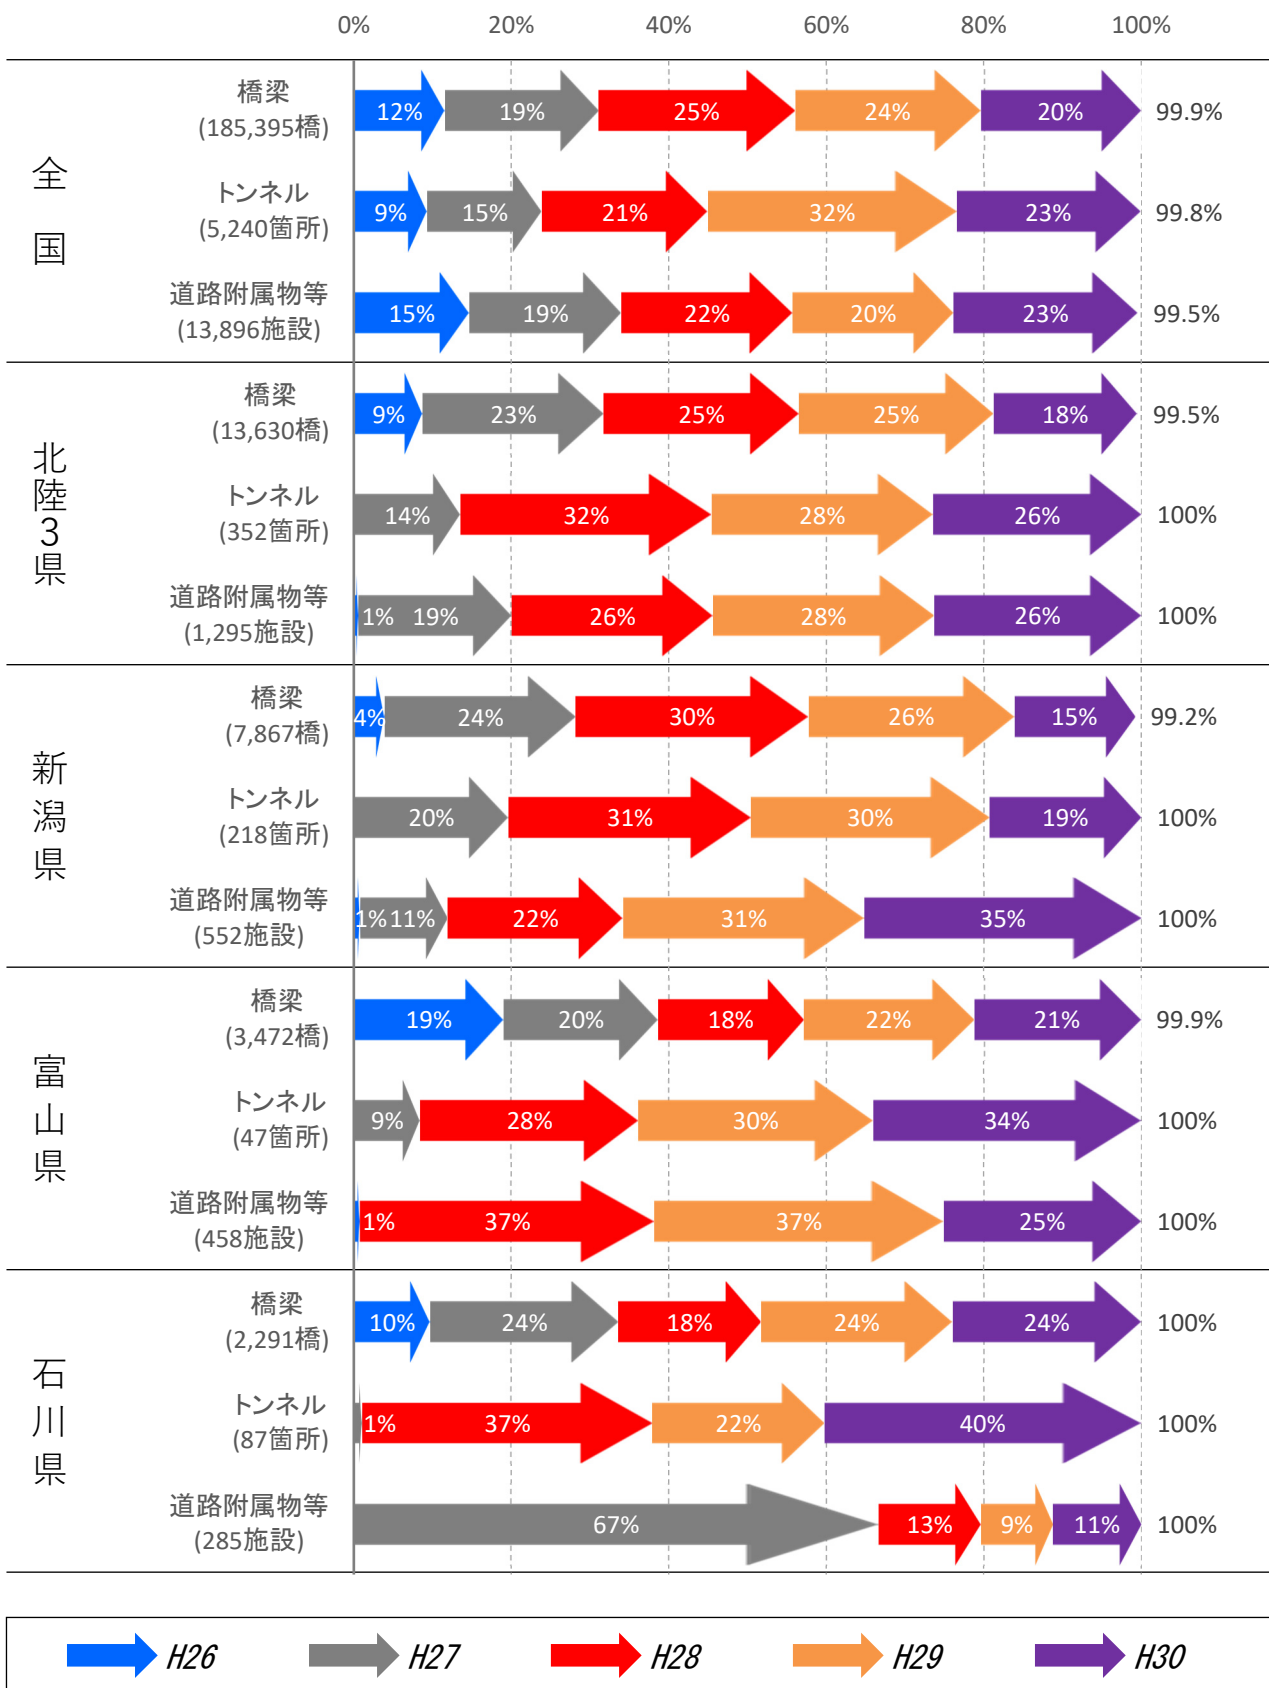 0% 20% 40% 60% 80% 100%
全国
橋梁
(185,395橋)
12% 19% 25% 24% 20% 99.9%
トンネル
(5,240箇所)
9% 15% 21% 32% 23% 99.8%
道路附属物等
(13,896施設)
15% 19% 22% 20% 23% 99.5%
北陸3県
橋梁
(13,630橋)
9% 23% 25% 25% 18% 99.5%
トンネル
(352箇所)
14% 32% 28% 26% 100%
道路附属物等
(1,295施設)
1% 19% 26% 28% 26% 100%
新潟県
橋梁
(7,867橋)
4% 24% 30% 26% 15% 99.2%
トンネル
(218箇所)
20% 31% 30% 19% 100%
道路附属物等
(552施設)
1% 11% 22% 31% 35% 100%
富山県
橋梁
(3,472橋)
19% 20% 18% 22% 21% 99.9%
トンネル
(47箇所)
9% 28% 30% 34% 100%
道路附属物等
(458施設)
1% 37% 37% 25% 100%
石川県
橋梁
(2,291橋)
10% 24% 18% 24% 24% 100%
トンネル
(87箇所)
1% 37% 22% 40% 100%
道路附属物等
(285施設)
67% 13% 9% 11% 100%
H26 H27 H28 H29 H30